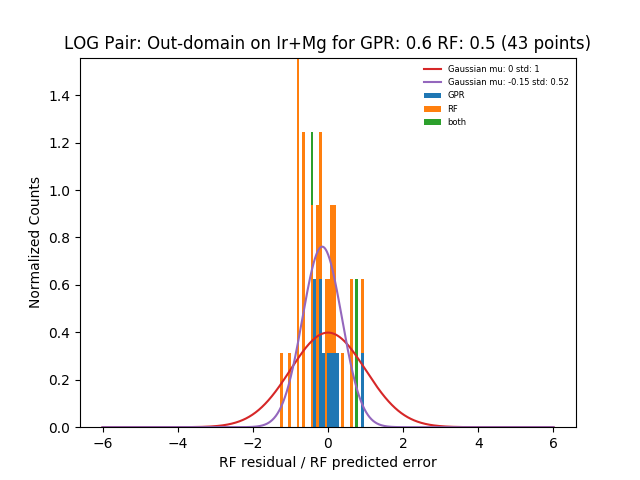 LOG Pair: Out-domain on Ir+Mg for GPR: 0.6 RF: 0.5 (43 points)
Gaussian mu: 0 std: 1
Gaussian mu: -0.15 std: 0.52
GPR
RF
both
Normalized Counts
1.4
1.2
1.0
0.8
0.6
0.4
0.2
0.0
−6 −4 −2 0 2 4 6
RF residual / RF predicted error